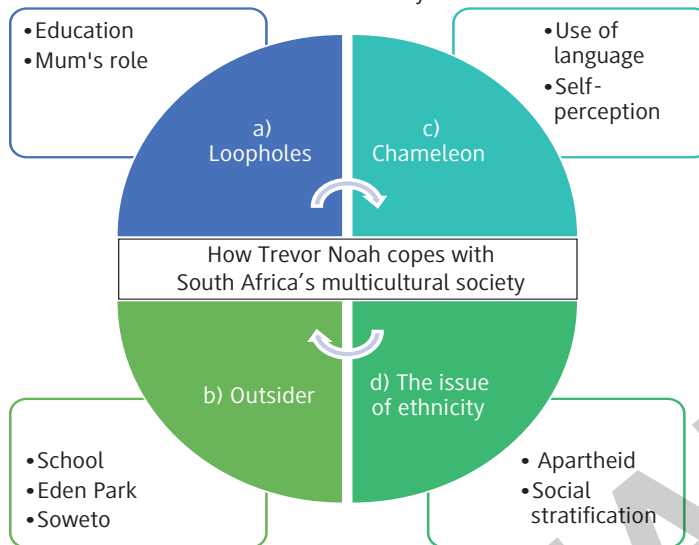 •Education
•Mum's role
•Use of
language
•Self-
perception
a)
Loopholes
c)
Chameleon
How Trevor Noah copes with
South Africa’s multicultural society
b) Outsider
d) The issue
of ethnicity
•School
•Eden Park
•Soweto
• Apartheid
•Social
stratification